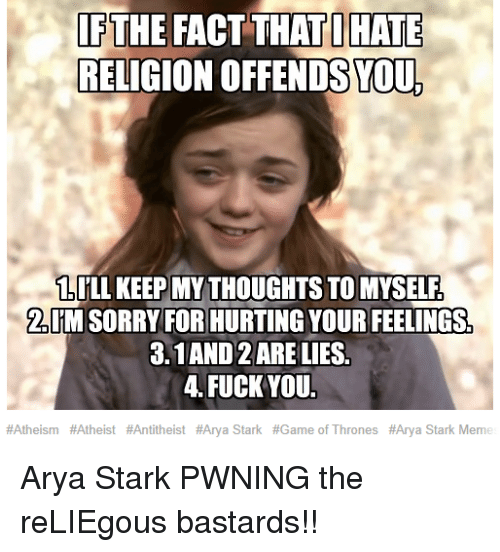 IF THE FACT THAT I HATE
RELIGION OFFENDS YOU,
1. I'LL KEEP MY THOUGHTS TO MYSELF.
2. I'M SORRY FOR HURTING YOUR FEELINGS.
3. 1 AND 2 ARE LIES.
4. FUCK YOU.
#Atheism #Atheist #Antitheist #Arya Stark #Game of Thrones #Arya Stark Meme
Arya Stark PWNING the
reLIEgous bastards!!